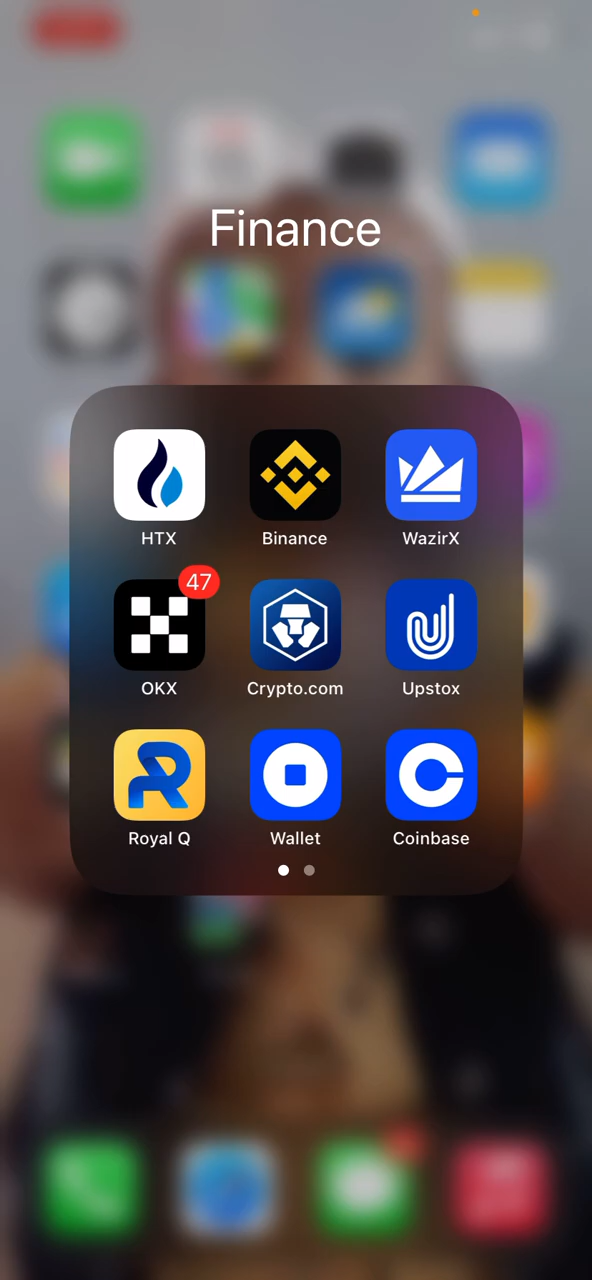 Finance
HTX
Binance
WazirX
47
OKX
Crypto.com
Upstox
Royal Q
Wallet
Coinbase